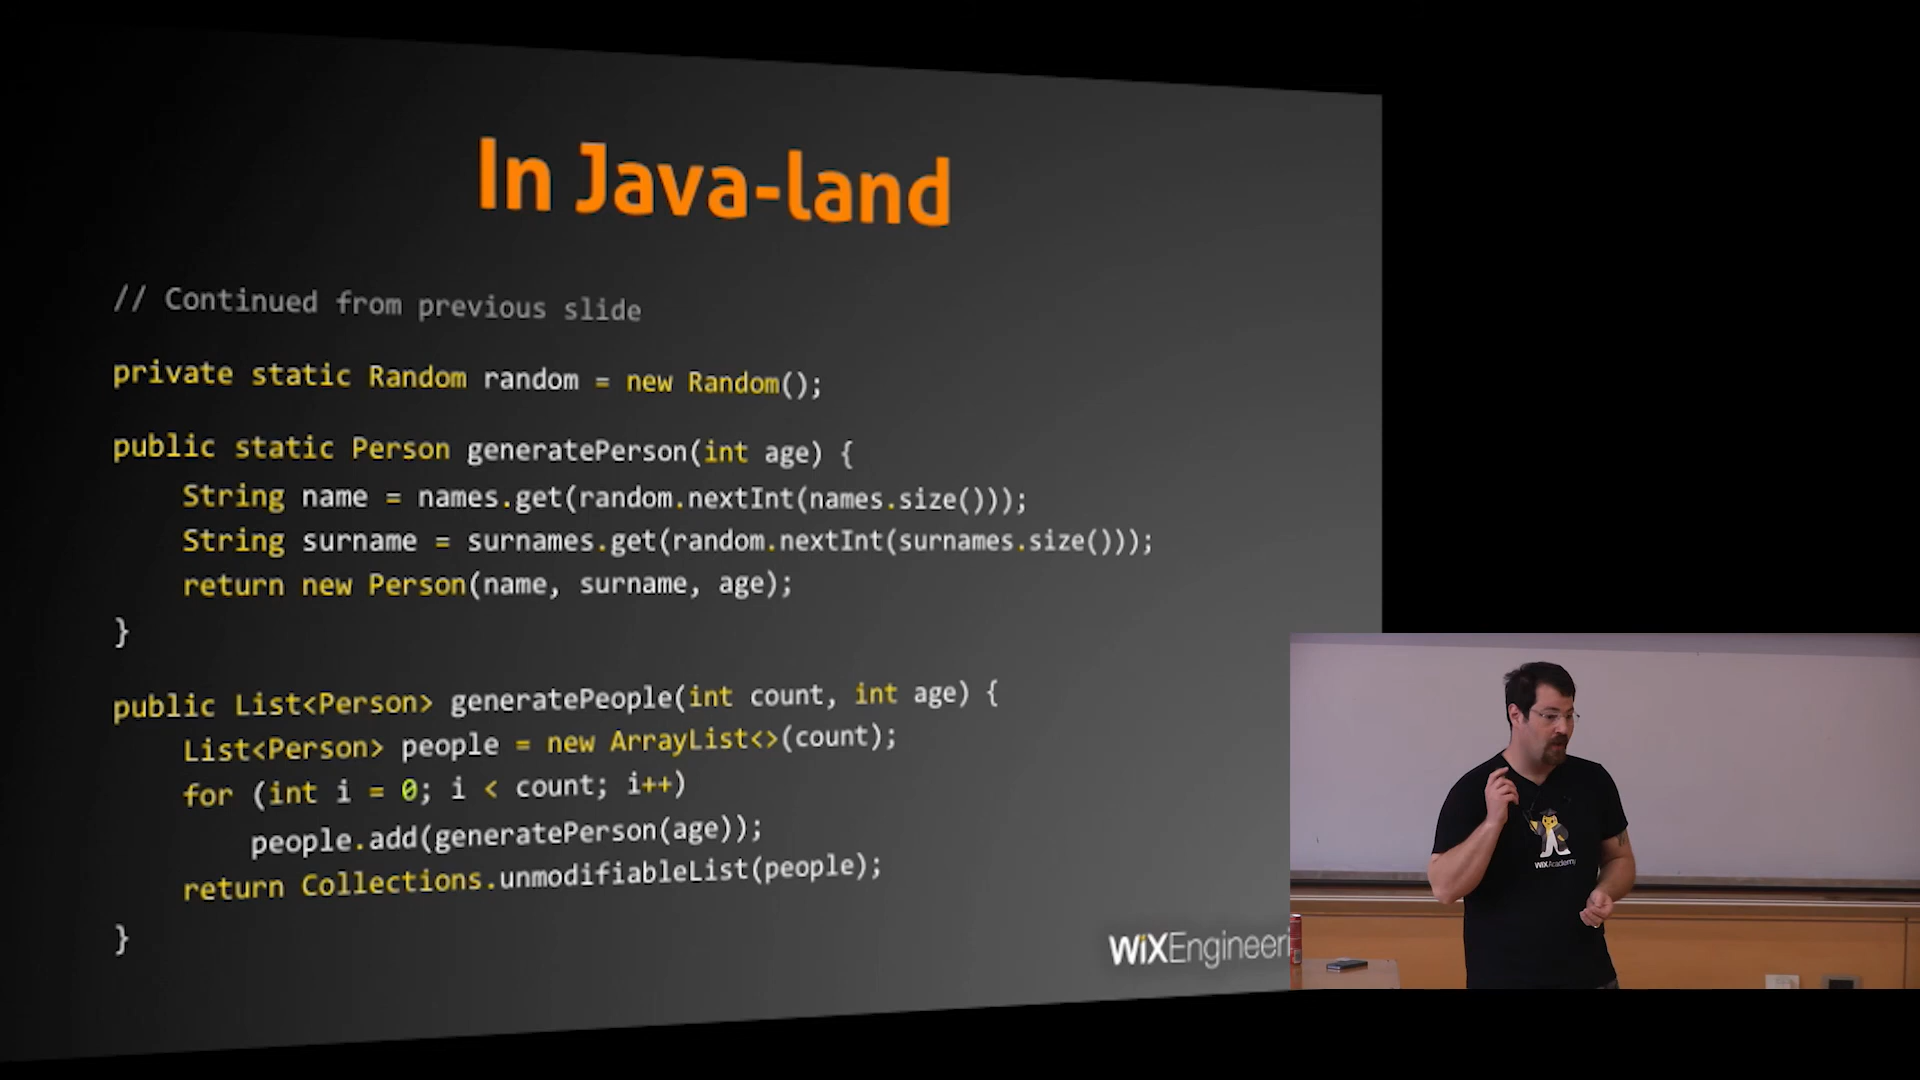 In Java-land
// Continued from previous slide
private static Random random = new Random();
public static Person generatePerson(int age) {
String name = names.get(random.nextInt(names.size()));
String surname = surnames.get(random.nextInt(surnames.size()));
return new Person(name, surname, age);
}
public List<Person> generatePeople(int count, int age) {
List<Person> people = new ArrayList<>(count);
for (int i = 0; i < count; i++)
people.add(generatePerson(age));
return Collections.unmodifiableList(people);
}
WiXEngineeri
WiXAcademy